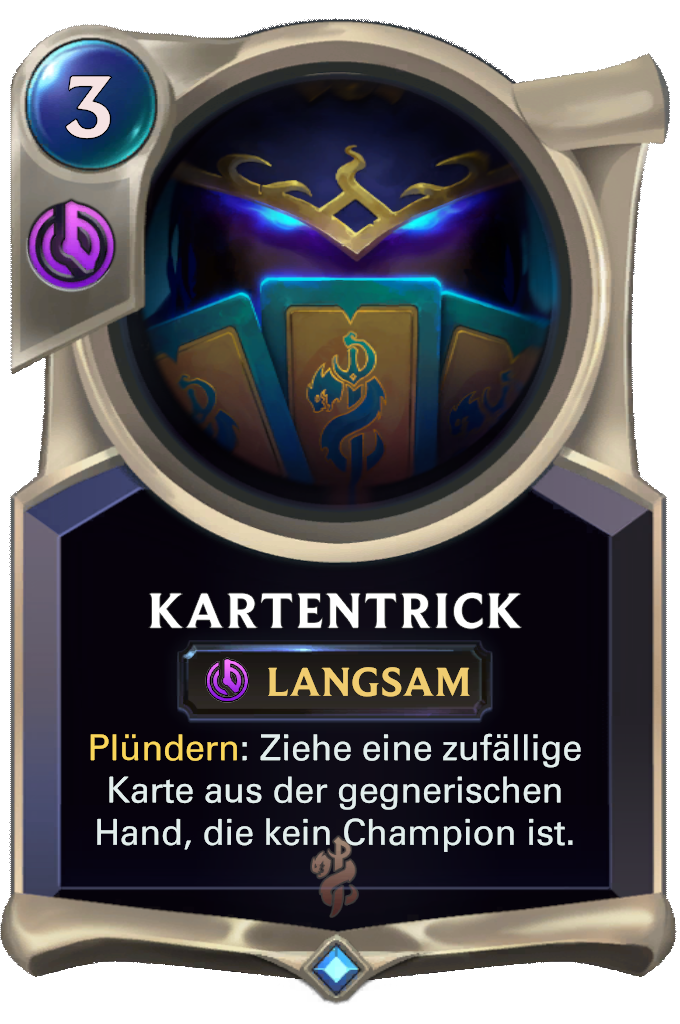 3
KARTENTRICK
LANGSAM
Plündern: Ziehe eine zufällige
Karte aus der gegnerischen
Hand, die kein Champion ist.